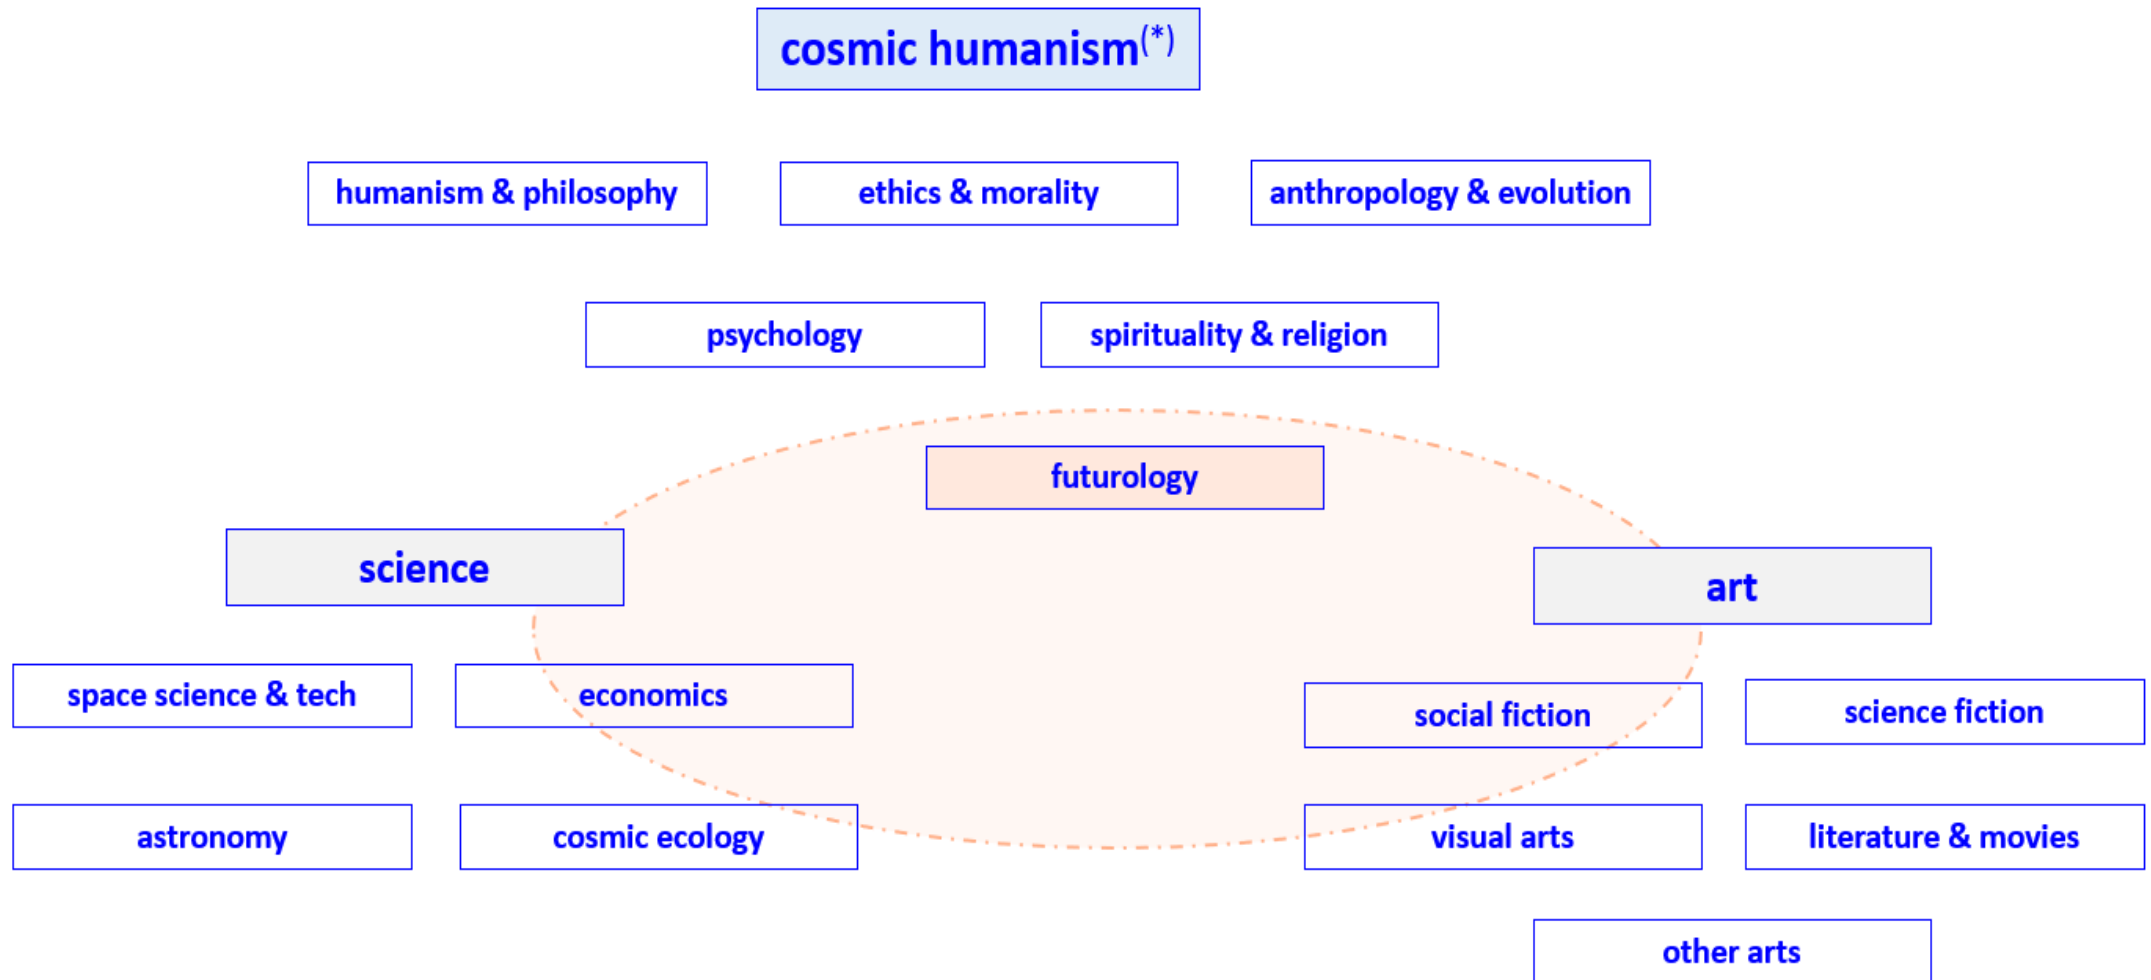 cosmic humanism(*)
humanism & philosophy
ethics & morality
anthropology & evolution
psychology
spirituality & religion
futurology
science
art
space science & tech
economics
social fiction
science fiction
astronomy
cosmic ecology
visual arts
literature & movies
other arts